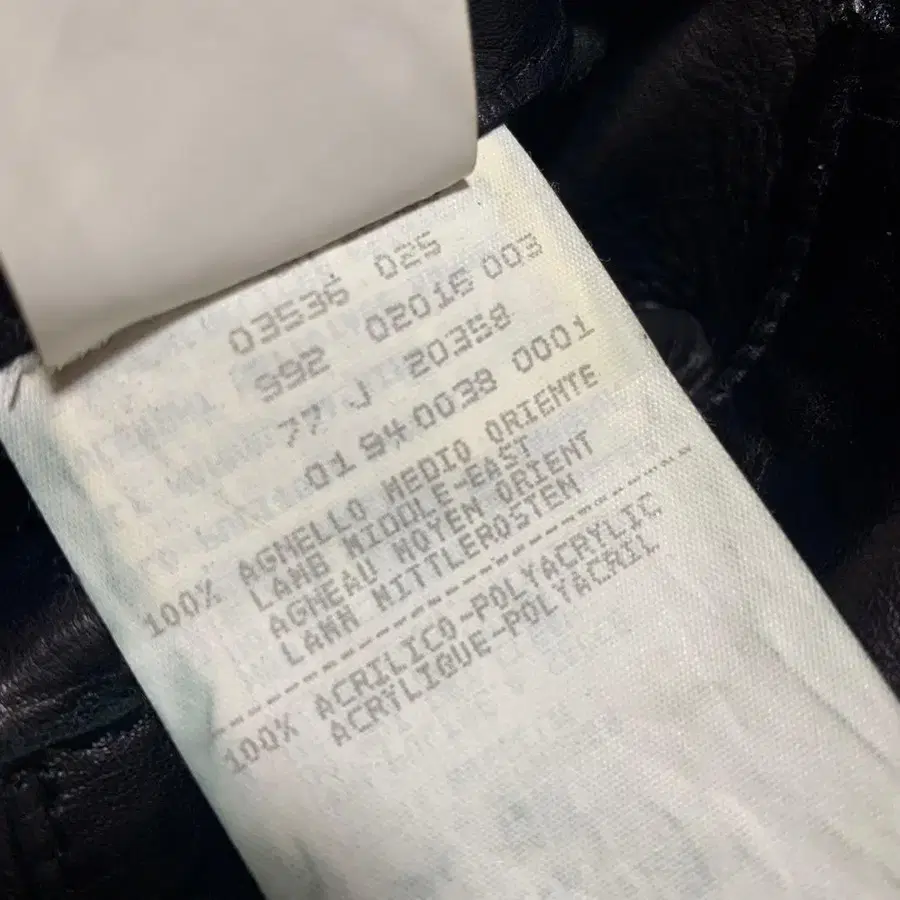 03536 025
992 02016 003
77 J 20358
01 94 0038 0001
100% AGNELLO MEDIO ORIENTE
LAMB MIDDLE-EAST
AGNEAU MOYEN ORIENT
LAMM MITTLEROSTEN
100% ACRILICO-POLYACRYLIC
ACRYLIQUE-POLYACRIL